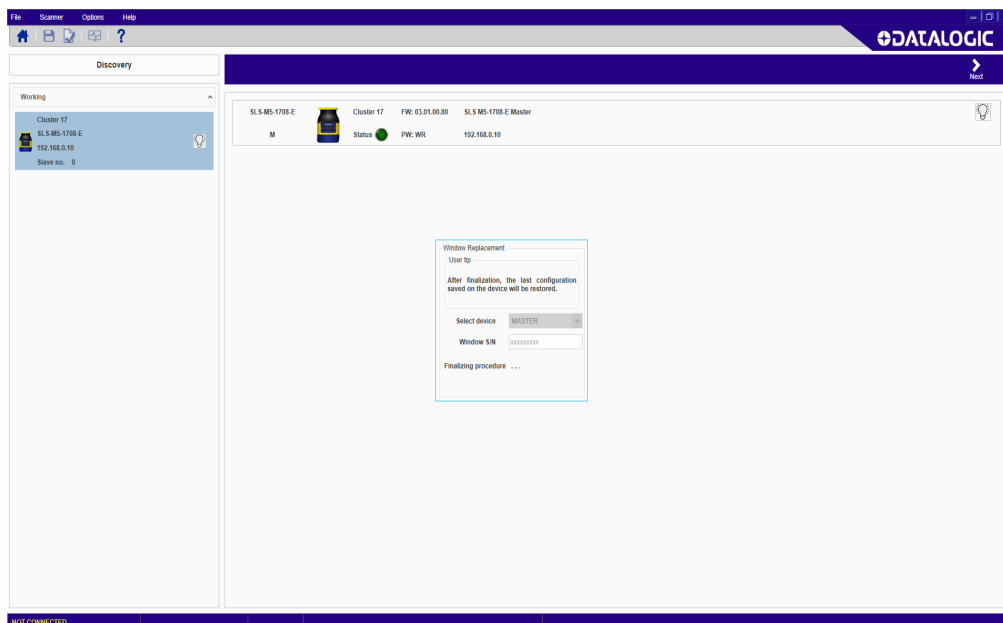 File Scanner Options Help
?
DATALOGIC
Discovery
Next
Working
Cluster 17
SLS-M5-1708-E
192.168.0.10
Slave no. 0
SLS-M5-1708-E Cluster 17 FW: 03.01.00.80 SLS M5-1708-E Master
M Status PW: WR 192.168.0.10
Window Replacement
User tip
After finalization, the last configuration
saved on the device will be restored.
Select device MASTER
Window S/N xxxxxxxxx
Finalizing procedure ...
NOT CONNECTED